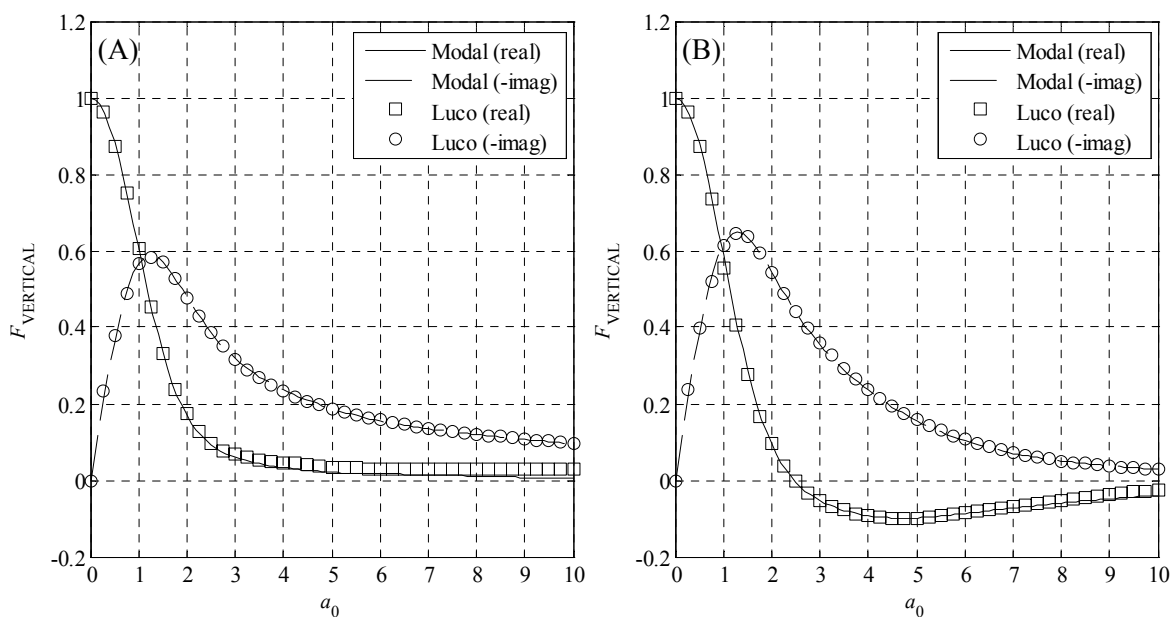 (A)
Modal (real)
Modal (-imag)
Luco (real)
Luco (-imag)
1.2
1
0.8
0.6
0.4
0.2
0
-0.2
F VERTICAL
0 1 2 3 4 5 6 7 8 9 10
a0
(B)
Modal (real)
Modal (-imag)
Luco (real)
Luco (-imag)
1.2
1
0.8
0.6
0.4
0.2
0
-0.2
F VERTICAL
0 1 2 3 4 5 6 7 8 9 10
a0